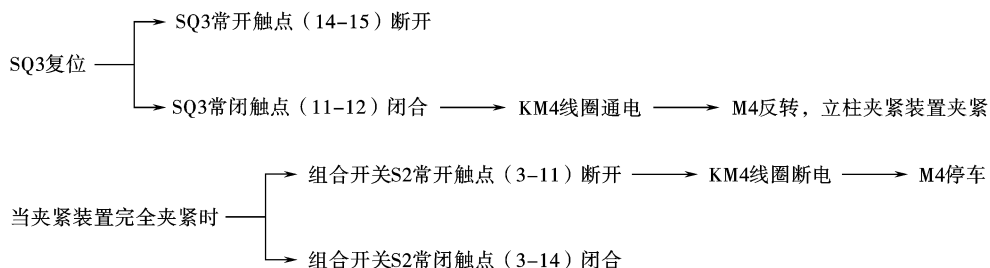 SQ3常开触点（14-15）断开
SQ3复位
SQ3常闭触点（11-12）闭合 KM4线圈通电 M4反转，立柱夹紧装置夹紧
组合开关S2常开触点（3-11）断开 KM4线圈断电 M4停车
当夹紧装置完全夹紧时
组合开关S2常闭触点（3-14）闭合